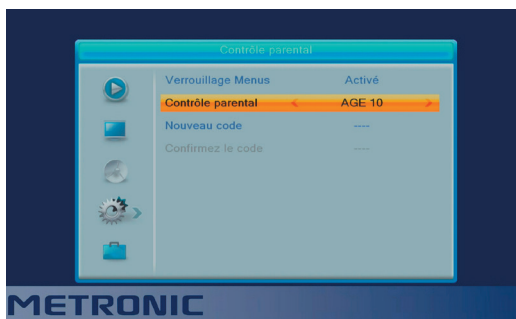 Contrôle parental
Verrouillage Menus Activé
Contrôle parental < AGE 10 >
Nouveau code ----
Confirmez le code ----
METRONIC